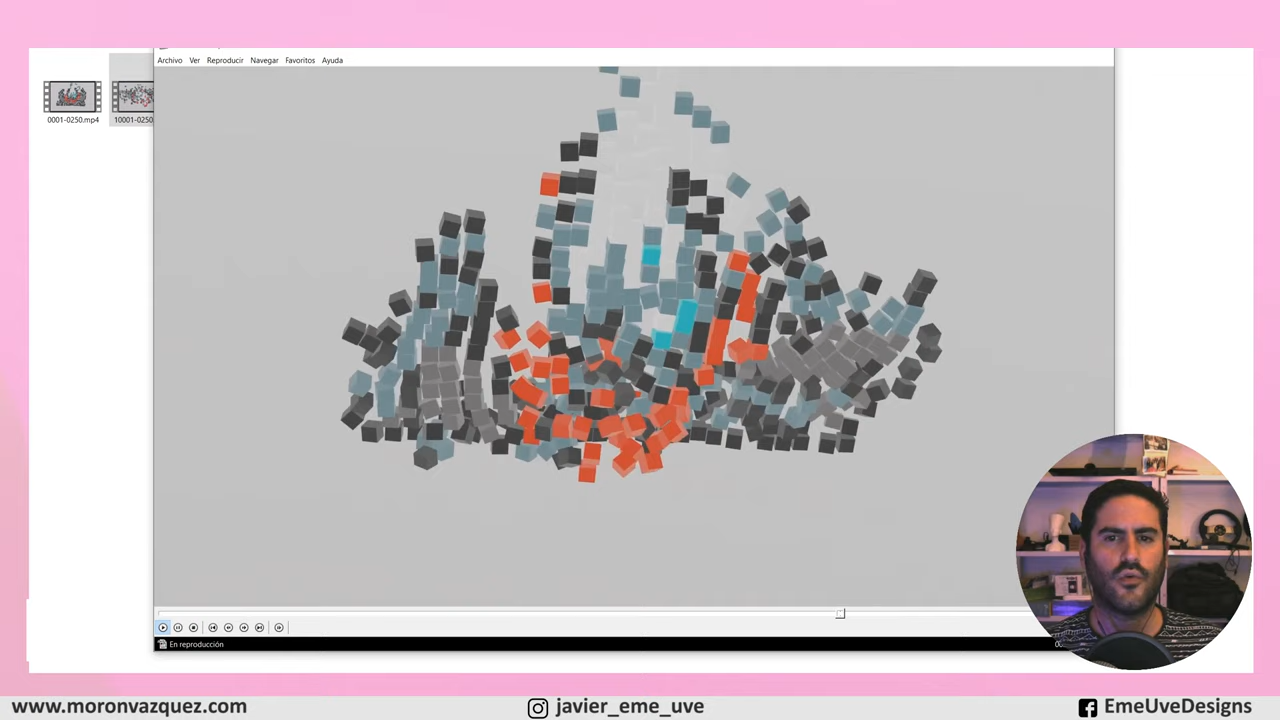 Archivo Ver Reproducir Navegar Favoritos Ayuda
0001-0250.mp4
10001-0250
En reproducción
www.moronvazquez.com
javier_eme_uve
EmeUveDesigns